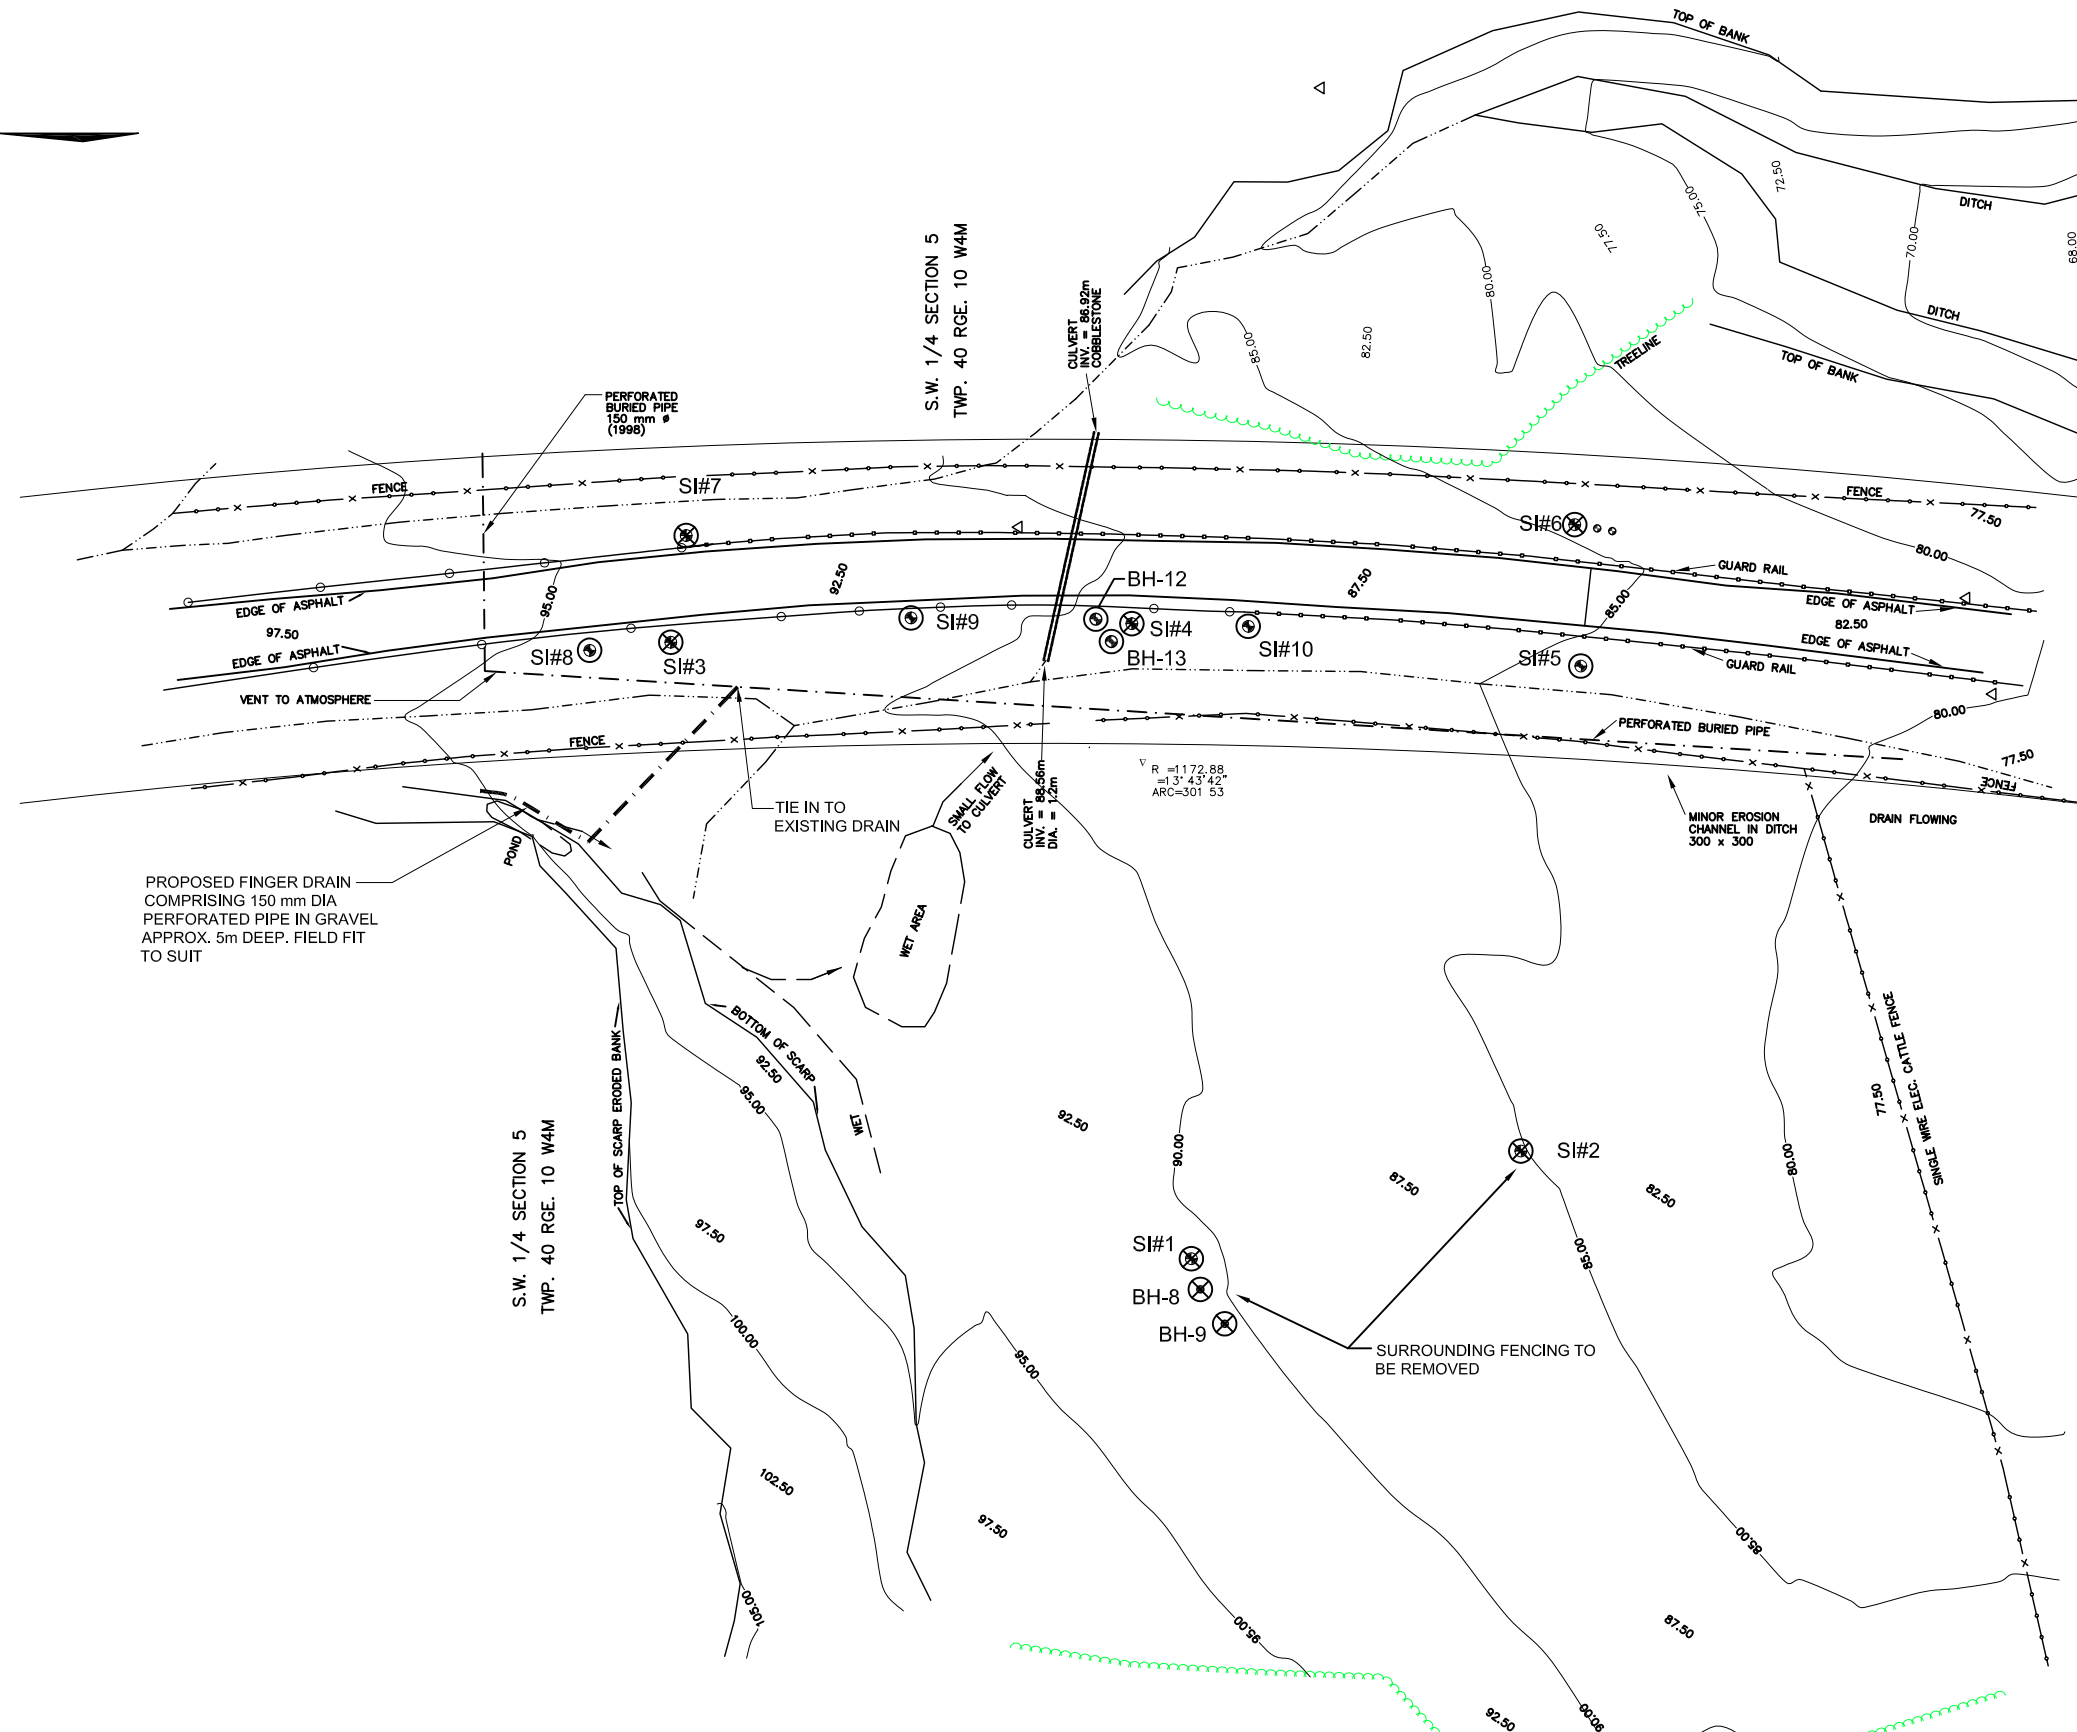 TOP OF BANK
72.50
75.00
DITCH
77.50
70.00
68.00
S.W. 1/4 SECTION 5
TWP. 40 RGE. 10 W4M
80.00
CULVERT
INV. = 86.92m
COBBLESTONE
85.00
82.50
DITCH
TREELINE
TOP OF BANK
PERFORATED
BURIED PIPE
150 mm ø
(1998)
FENCE
SI#7
FENCE
SI#6
77.50
80.00
GUARD RAIL
EDGE OF ASPHALT
95.00
92.50
BH-12
87.50
85.00
EDGE OF ASPHALT
82.50
97.50
EDGE OF ASPHALT
SI#9
SI#4
EDGE OF ASPHALT
SI#8
SI#3
BH-13
SI#10
SI#5
GUARD RAIL
VENT TO ATMOSPHERE
80.00
PERFORATED BURIED PIPE
FENCE
77.50
FENCE
R =1172.88
=13° 43' 42"
ARC=301 53
SMALL FLOW
TO CULVERT
CULVERT
INV. = 88.56m
DIA. = 1.2m
TIE IN TO
EXISTING DRAIN
MINOR EROSION
CHANNEL IN DITCH
300 x 300
DRAIN FLOWING
POND
PROPOSED FINGER DRAIN
COMPRISING 150 mm DIA
PERFORATED PIPE IN GRAVEL
APPROX. 5m DEEP. FIELD FIT
TO SUIT
WET AREA
TOP OF SCARP ERODED BANK
BOTTOM OF SCARP
92.50
95.00
WET
92.50
90.00
SINGLE WIRE ELEC. CATTLE FENCE
77.50
80.00
S.W. 1/4 SECTION 5
TWP. 40 RGE. 10 W4M
SI#2
87.50
82.50
97.50
SI#1
BH-8
BH-9
85.00
100.00
95.00
SURROUNDING FENCING TO
BE REMOVED
102.50
97.50
85.00
105.00
95.00
87.50
92.50
90.00